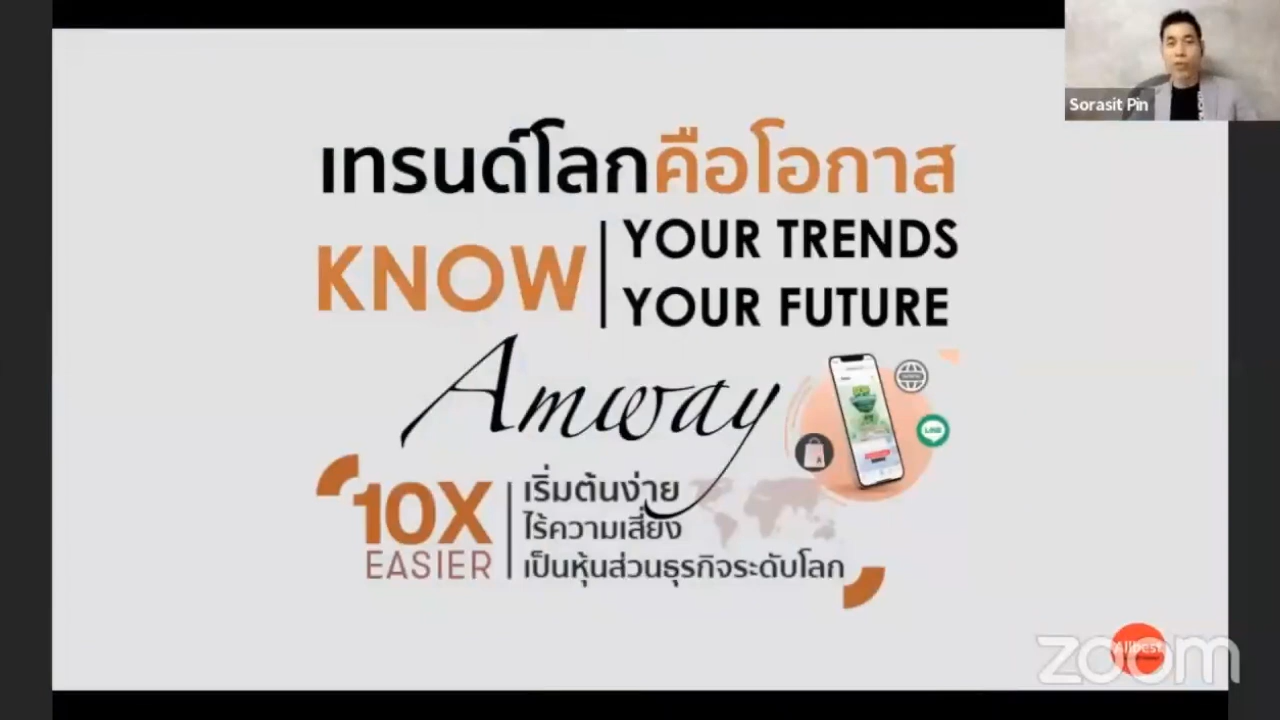 Sorasit Pin
เทรนด์โลกคือโอกาส
KNOW
YOUR TRENDS
YOUR FUTURE
Amway
LINE
10X
EASIER
เริ่มต้นง่าย
ไร้ความเสี่ยง
เป็นหุ้นส่วนธุรกิจระดับโลก
Allbest
zoom